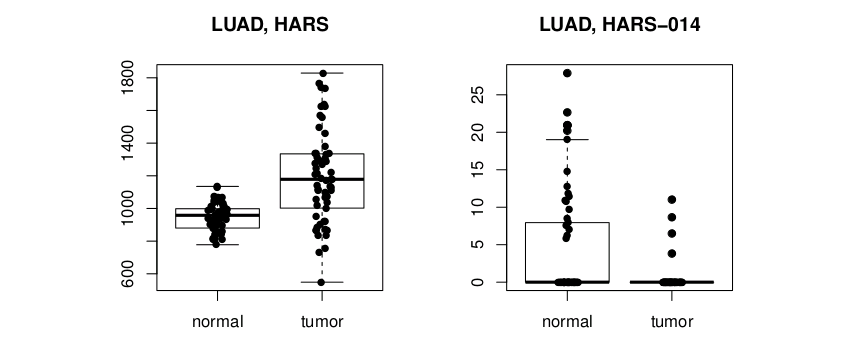 LUAD, HARS
1800
1400
1000
600
normal
tumor
LUAD, HARS−014
25
20
15
10
5
0
normal
tumor